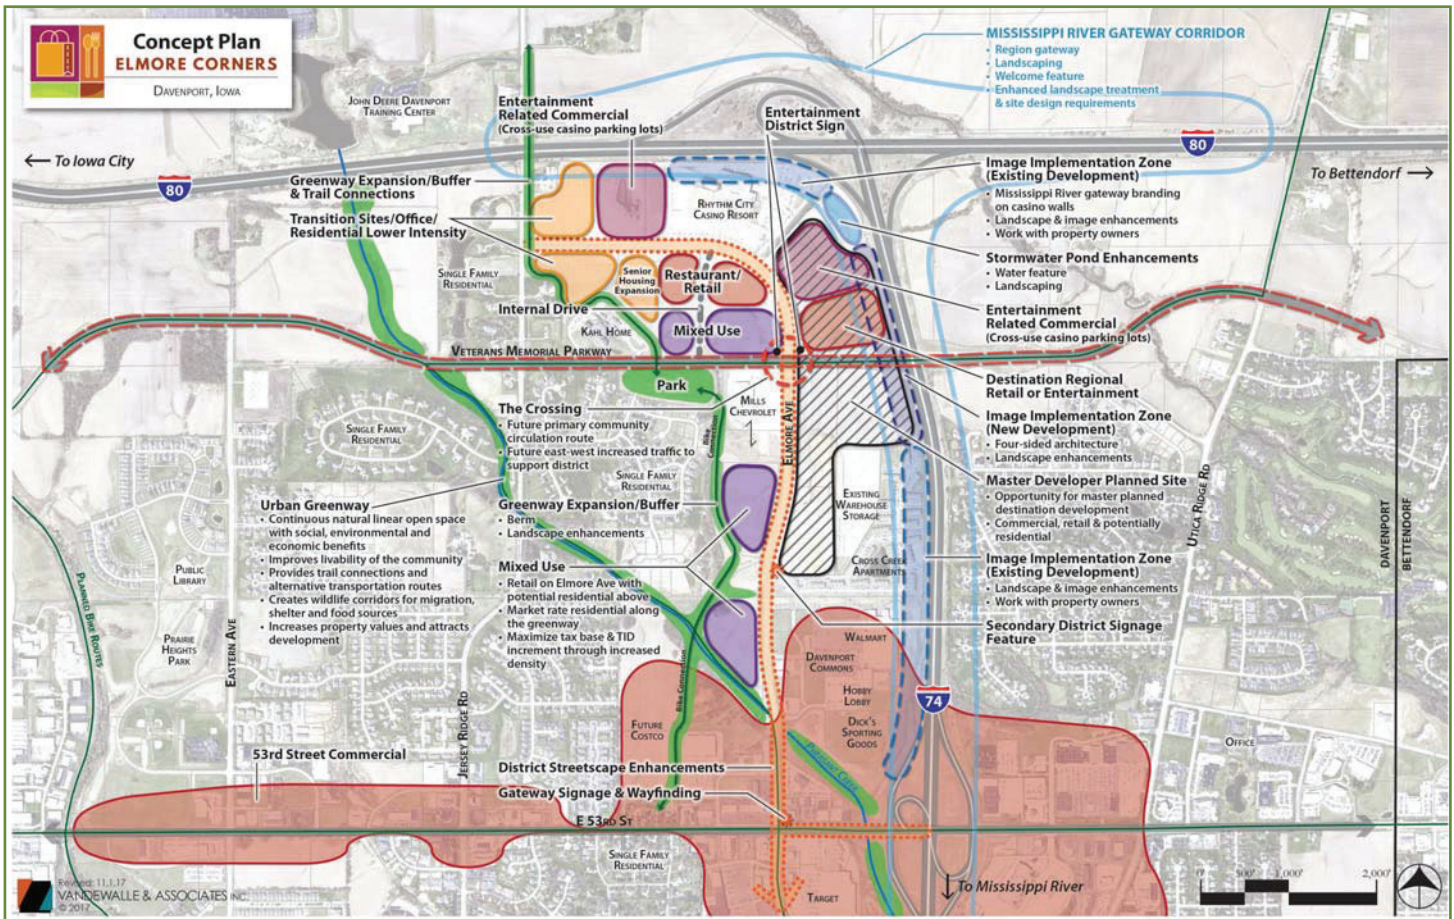 Concept Plan
ELMORE CORNERS
DAVENPORT, IOWA
JOHN DEERE DAVENPORT
TRAINING CENTER
Entertainment
Related Commercial
(Cross-use casino parking lots)
Entertainment
District Sign
MISSISSIPPI RIVER GATEWAY CORRIDOR
• Region gateway
• Landscaping
• Welcome feature
• Enhanced landscape treatment
& site design requirements
← To Iowa City
80
80
To Bettendorf →
Greenway Expansion/Buffer
& Trail Connections
Transition Sites/Office/
Residential Lower Intensity
RHYTHM CITY
CASINO RESORT
Image Implementation Zone
(Existing Development)
• Mississippi River gateway branding
on casino walls
• Landscape & image enhancements
• Work with property owners
Stormwater Pond Enhancements
• Water feature
• Landscaping
SINGLE FAMILY
RESIDENTIAL
Senior
Housing
Expansion
Restaurant/
Retail
Internal Drive
KAHL HOME
Mixed Use
Entertainment
Related Commercial
(Cross-use casino parking lots)
VETERANS MEMORIAL PARKWAY
Park
Destination Regional
Retail or Entertainment
The Crossing
• Future primary community
circulation route
• Future east-west increased traffic to
support district
MILLS
CHEVROLET
ELMORE AVE
Bike
Connection
Image Implementation Zone
(New Development)
• Four-sided architecture
• Landscape enhancements
SINGLE FAMILY
RESIDENTIAL
SINGLE FAMILY
RESIDENTIAL
Master Developer Planned Site
• Opportunity for master planned
destination development
• Commercial, retail & potentially
residential
EXISTING
WAREHOUSE
STORAGE
UTICA RIDGE RD
DAVENPORT
BETTENDORF
Urban Greenway
• Continuous natural linear open space
with social, environmental and
economic benefits
• Improves livability of the community
• Provides trail connections and
alternative transportation routes
• Creates wildlife corridors for migration,
shelter and food sources
• Increases property values and attracts
development
Greenway Expansion/Buffer
• Berm
• Landscape enhancements
Mixed Use
• Retail on Elmore Ave with
potential residential above
• Market rate residential along
the greenway
• Maximize tax base & TID
increment through increased
density
CROSS CREEK
APARTMENTS
Image Implementation Zone
(Existing Development)
• Landscape & image enhancements
• Work with property owners
Secondary District Signage
Feature
PUBLIC
LIBRARY
PLANNED BIKE ROUTES
PRAIRIE
HEIGHTS
PARK
EASTERN AVE
JERSEY RIDGE RD
Bike Connection
WALMART
DAVENPORT
COMMONS
HOBBY
LOBBY
DICK'S
SPORTING
GOODS
74
FUTURE
COSTCO
OFFICE
53rd Street Commercial
District Streetscape Enhancements
Gateway Signage & Wayfinding
E 53RD ST
SINGLE FAMILY
RESIDENTIAL
TARGET
↓ To Mississippi River
Revised: 11.1.17
VANDEWALLE & ASSOCIATES INC.
© 2017
0 500' 1,000' 2,000'